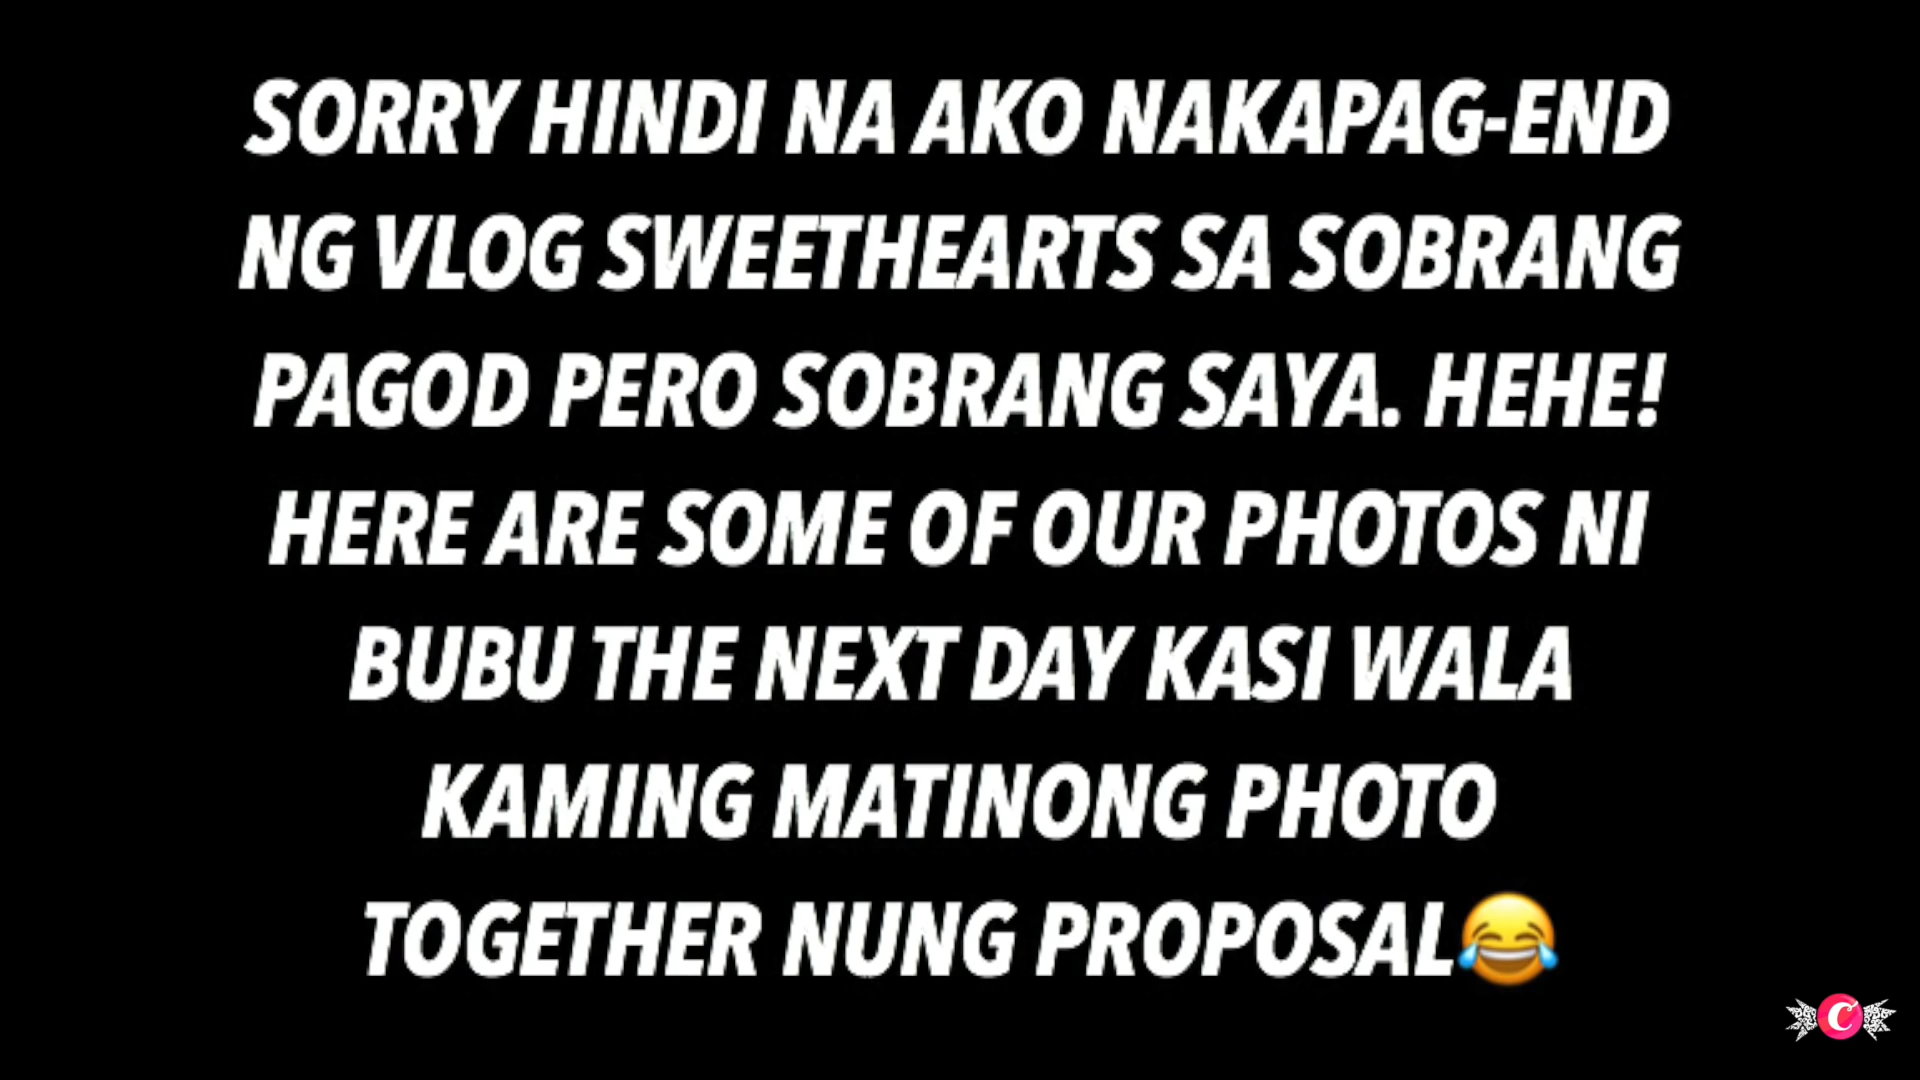 SORRY HINDI NA AKO NAKAPAG-END
NG VLOG SWEETHEARTS SA SOBRANG
PAGOD PERO SOBRANG SAYA. HEHE!
HERE ARE SOME OF OUR PHOTOS NI
BUBU THE NEXT DAY KASI WALA
KAMING MATINONG PHOTO
TOGETHER NUNG PROPOSAL😂
C